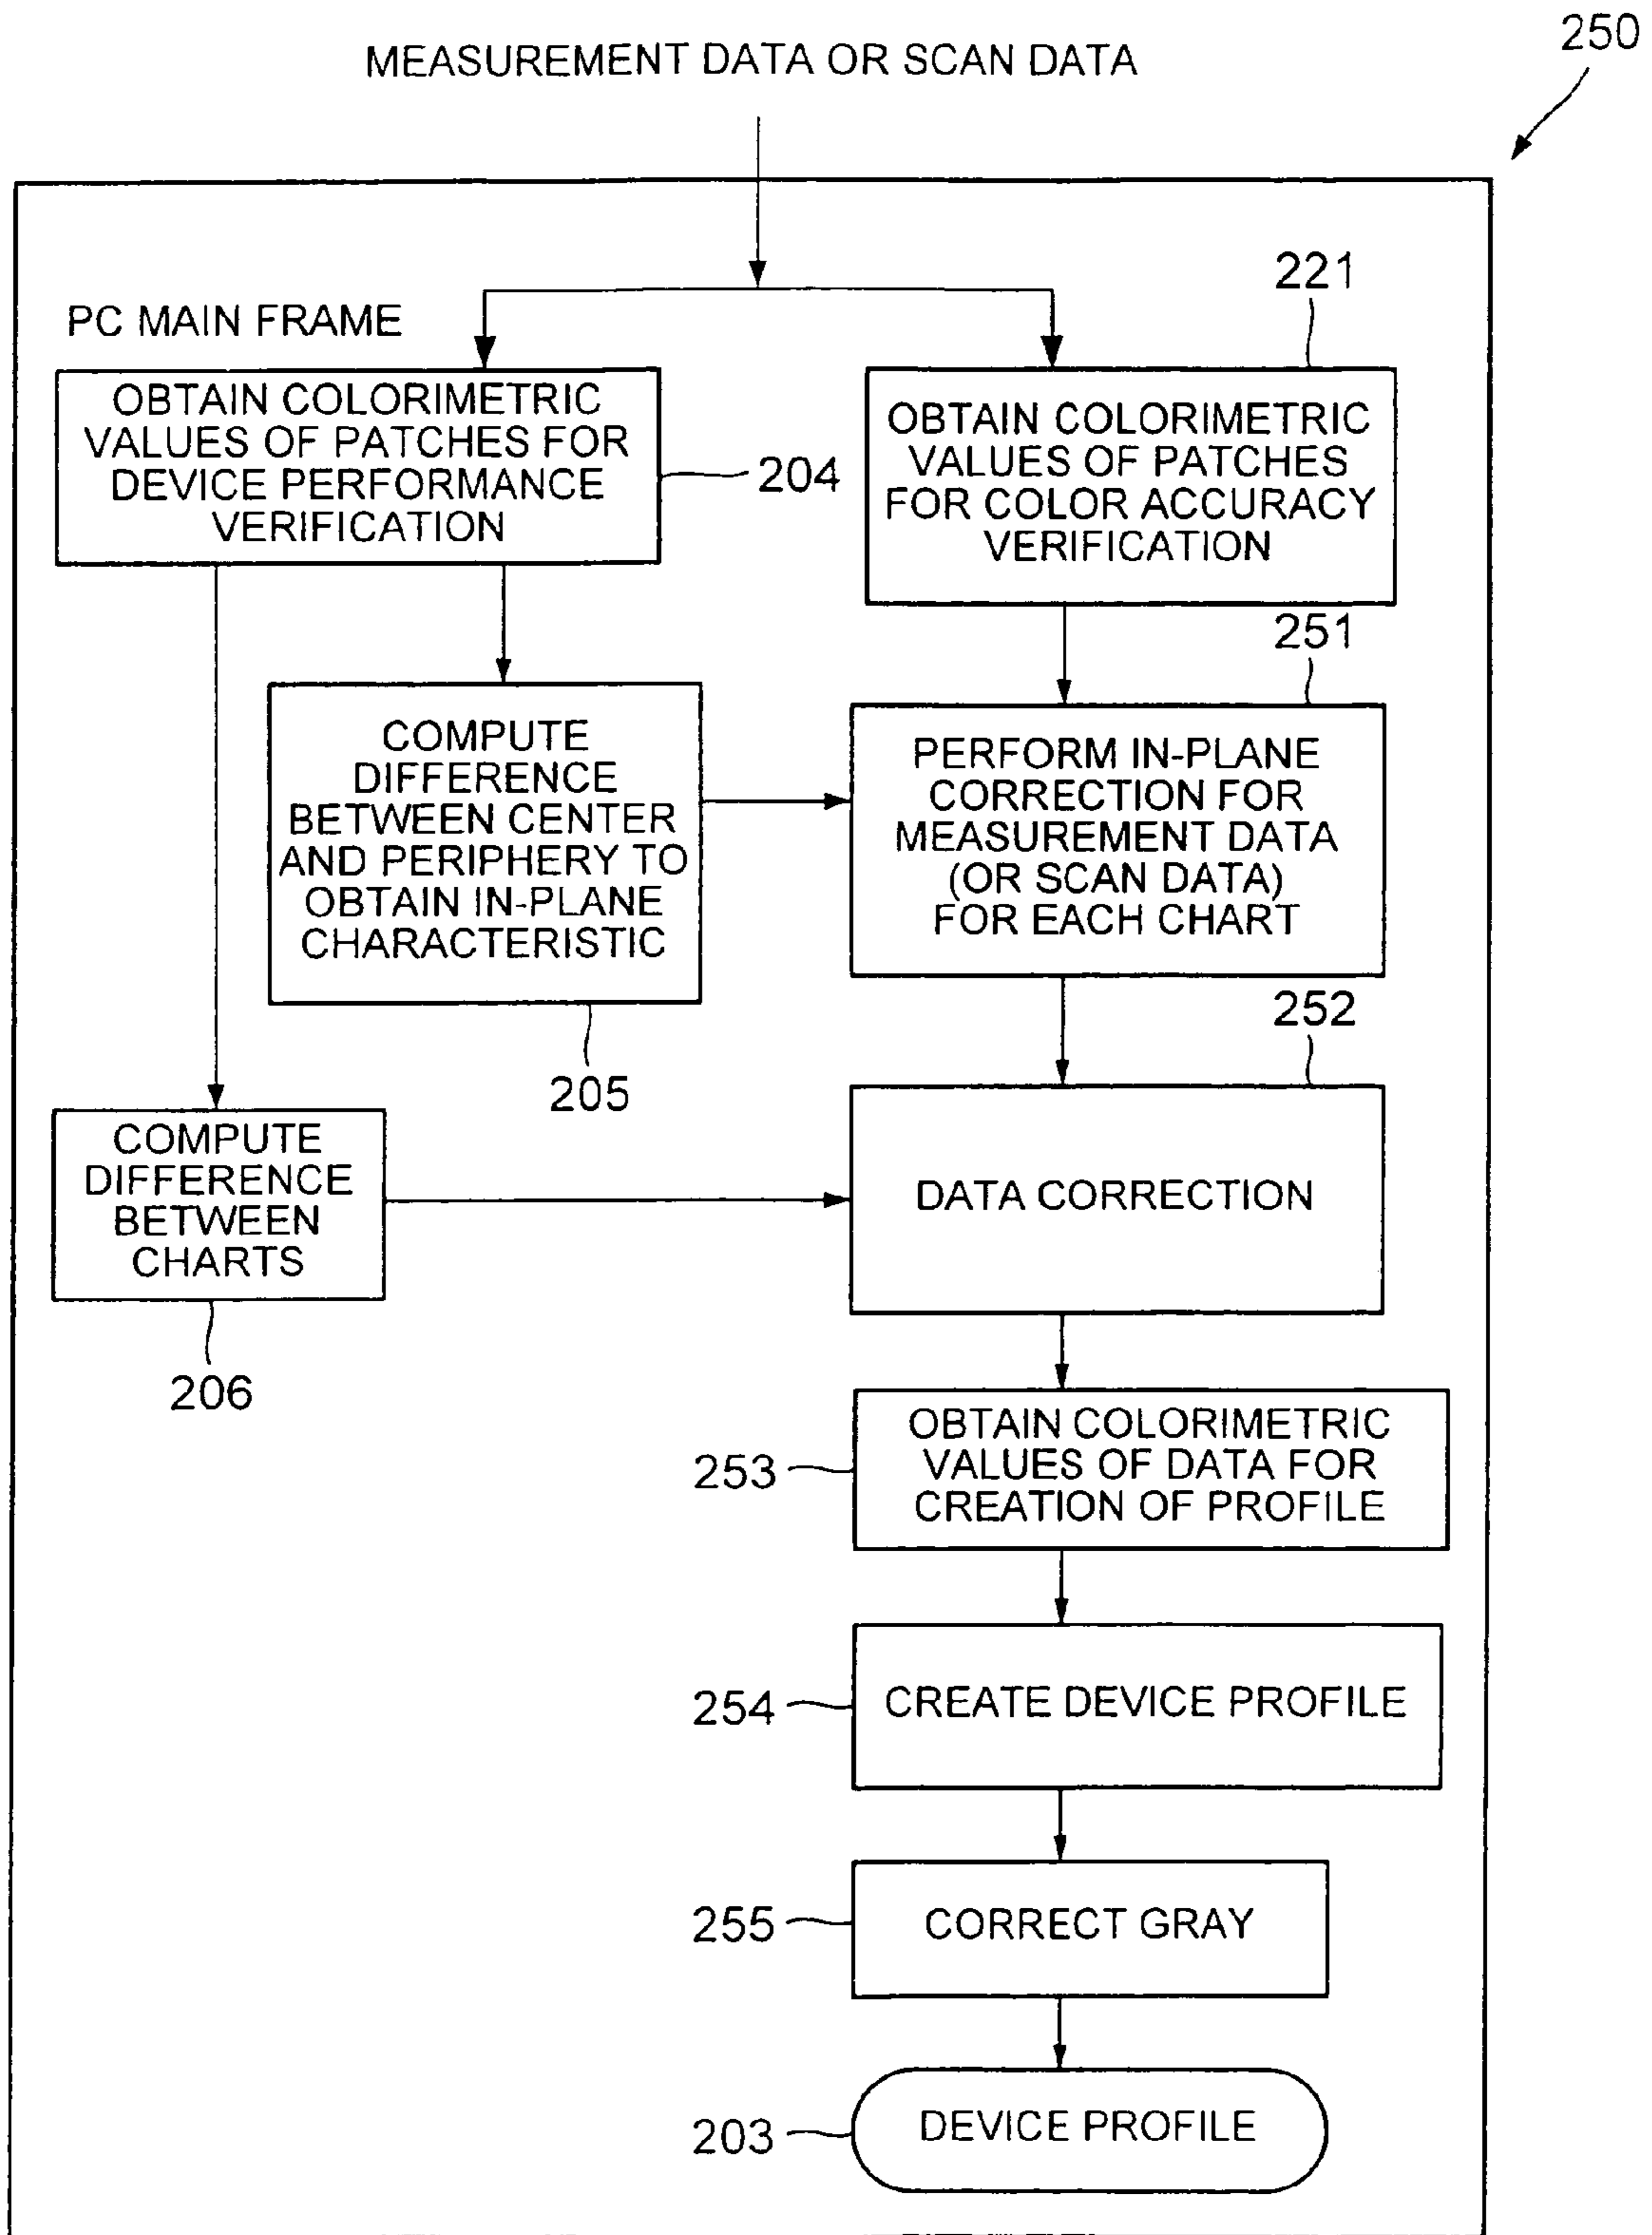 250
MEASUREMENT DATA OR SCAN DATA
PC MAIN FRAME
221
OBTAIN COLORIMETRIC
VALUES OF PATCHES FOR
DEVICE PERFORMANCE
VERIFICATION
204
OBTAIN COLORIMETRIC
VALUES OF PATCHES
FOR COLOR ACCURACY
VERIFICATION
251
COMPUTE
DIFFERENCE
BETWEEN CENTER
AND PERIPHERY TO
OBTAIN IN-PLANE
CHARACTERISTIC
205
PERFORM IN-PLANE
CORRECTION FOR
MEASUREMENT DATA
(OR SCAN DATA)
FOR EACH CHART
252
COMPUTE
DIFFERENCE
BETWEEN
CHARTS
206
DATA CORRECTION
253
OBTAIN COLORIMETRIC
VALUES OF DATA FOR
CREATION OF PROFILE
254
CREATE DEVICE PROFILE
255
CORRECT GRAY
203
DEVICE PROFILE